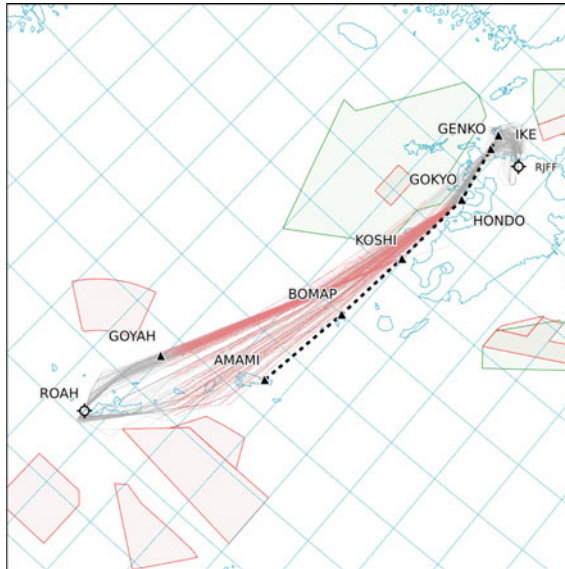 GENKO
IKE
RJFF
GOKYO
HONDO
KOSHI
BOMAP
GOYAH
AMAMI
ROAH